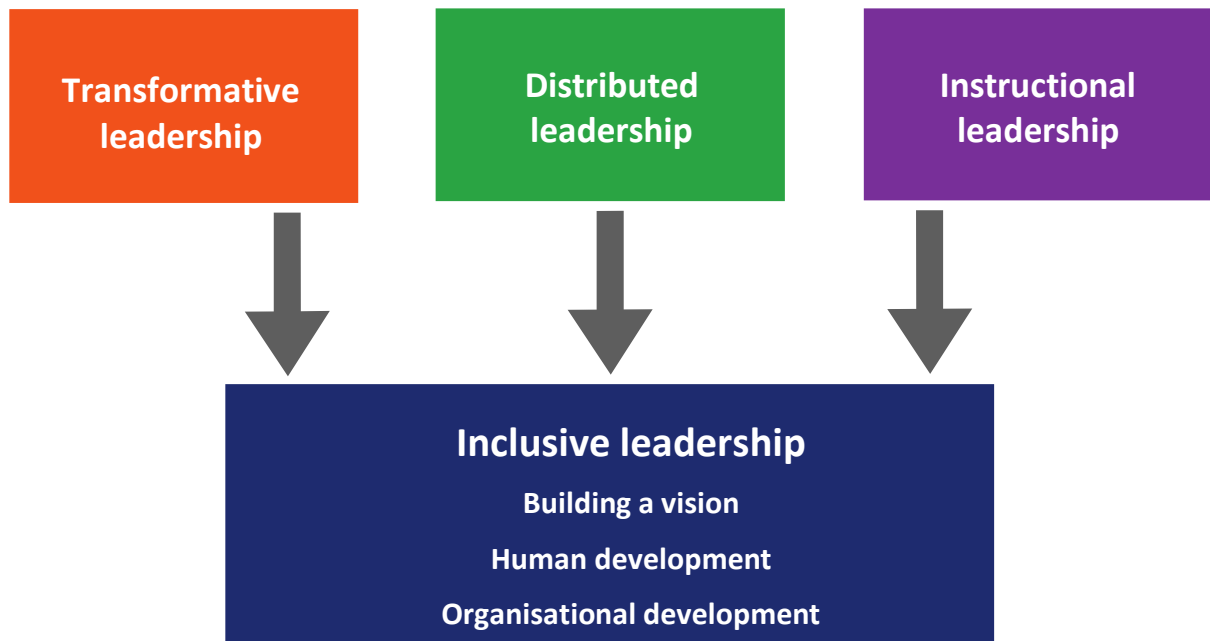 Transformative
leadership
Distributed
leadership
Instructional
leadership
Inclusive leadership
Building a vision
Human development
Organisational development